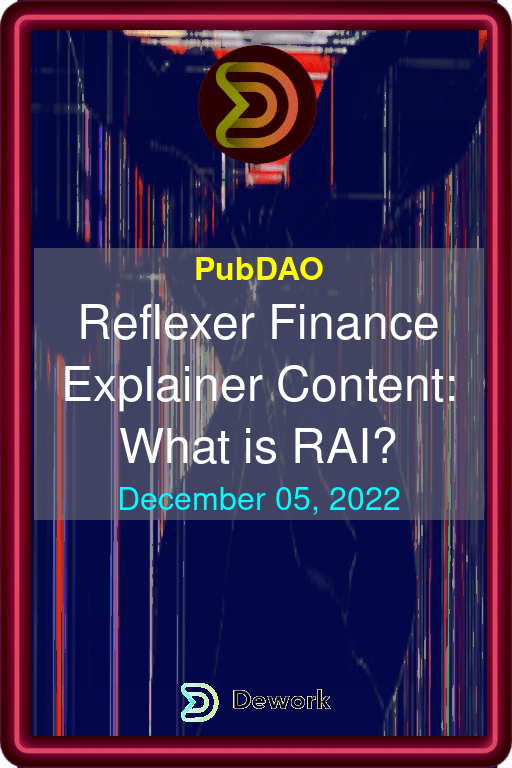 PubDAO
Reflexer Finance
Explainer Content:
What is RAI?
December 05, 2022
Dework